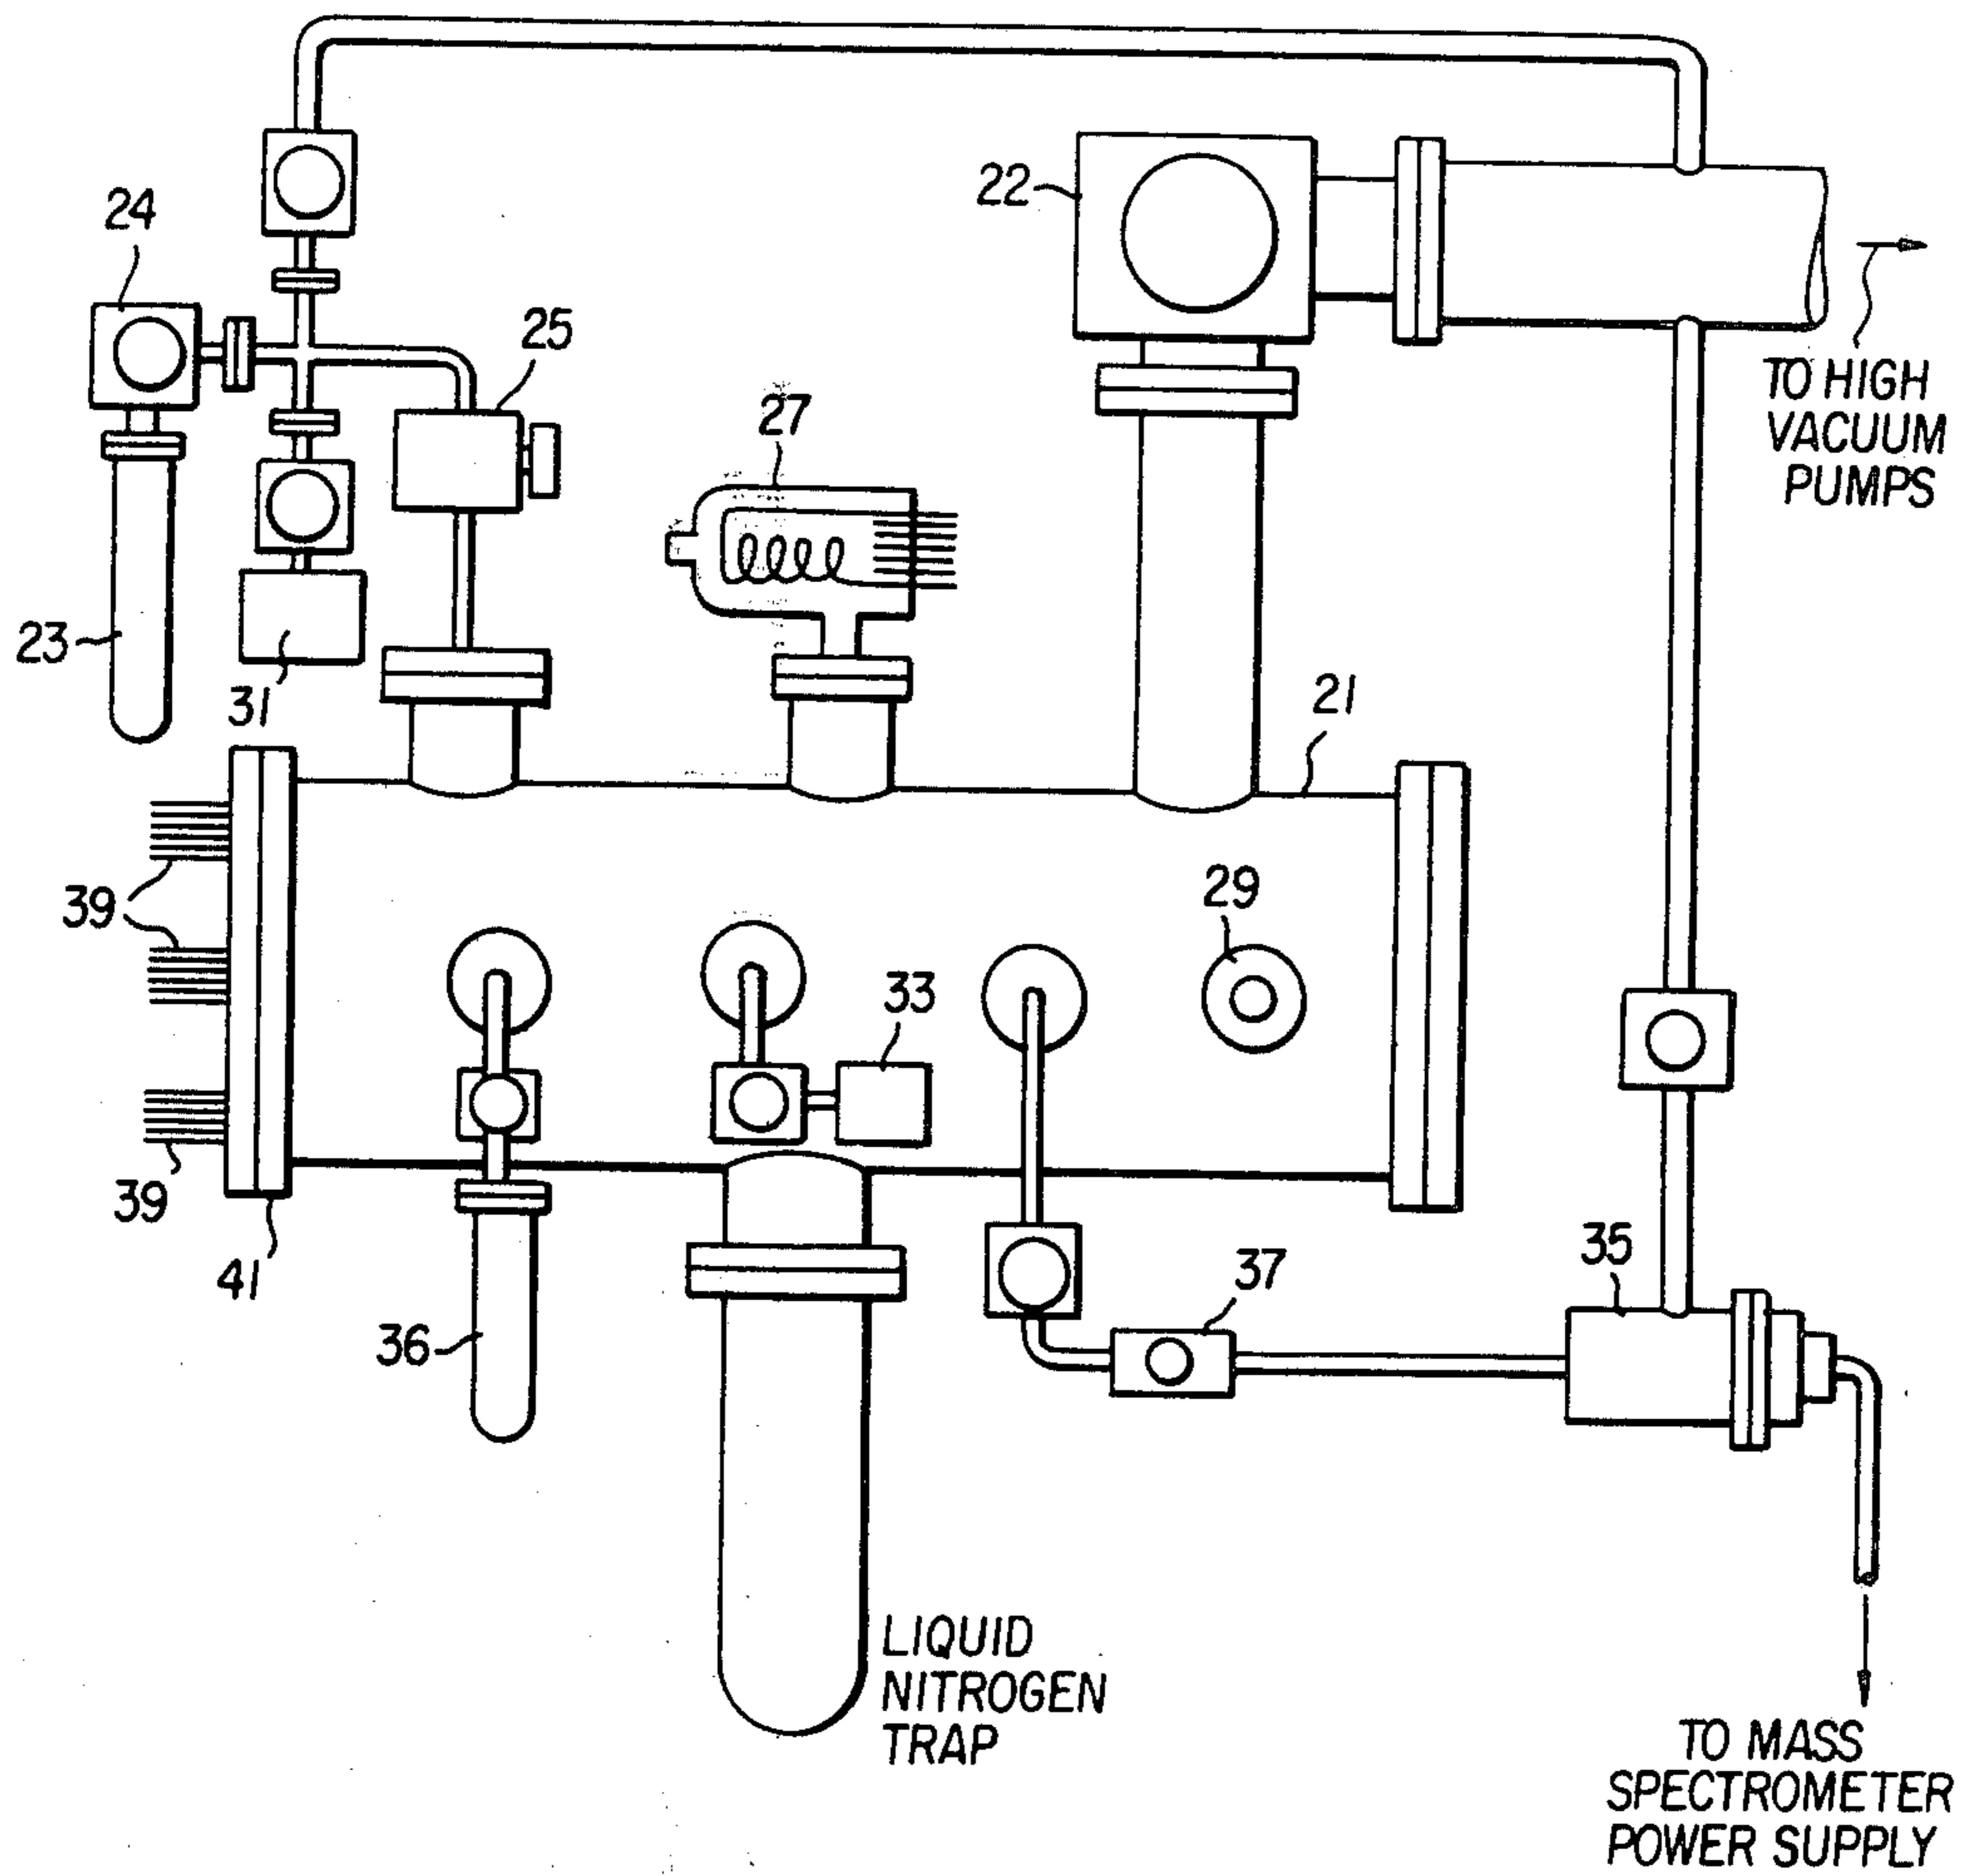 24
22
25
TO HIGH
VACUUM
PUMPS
27
23
31
21
39
29
33
39
41
36
37
35
LIQUID
NITROGEN
TRAP
TO MASS
SPECTROMETER
POWER SUPPLY